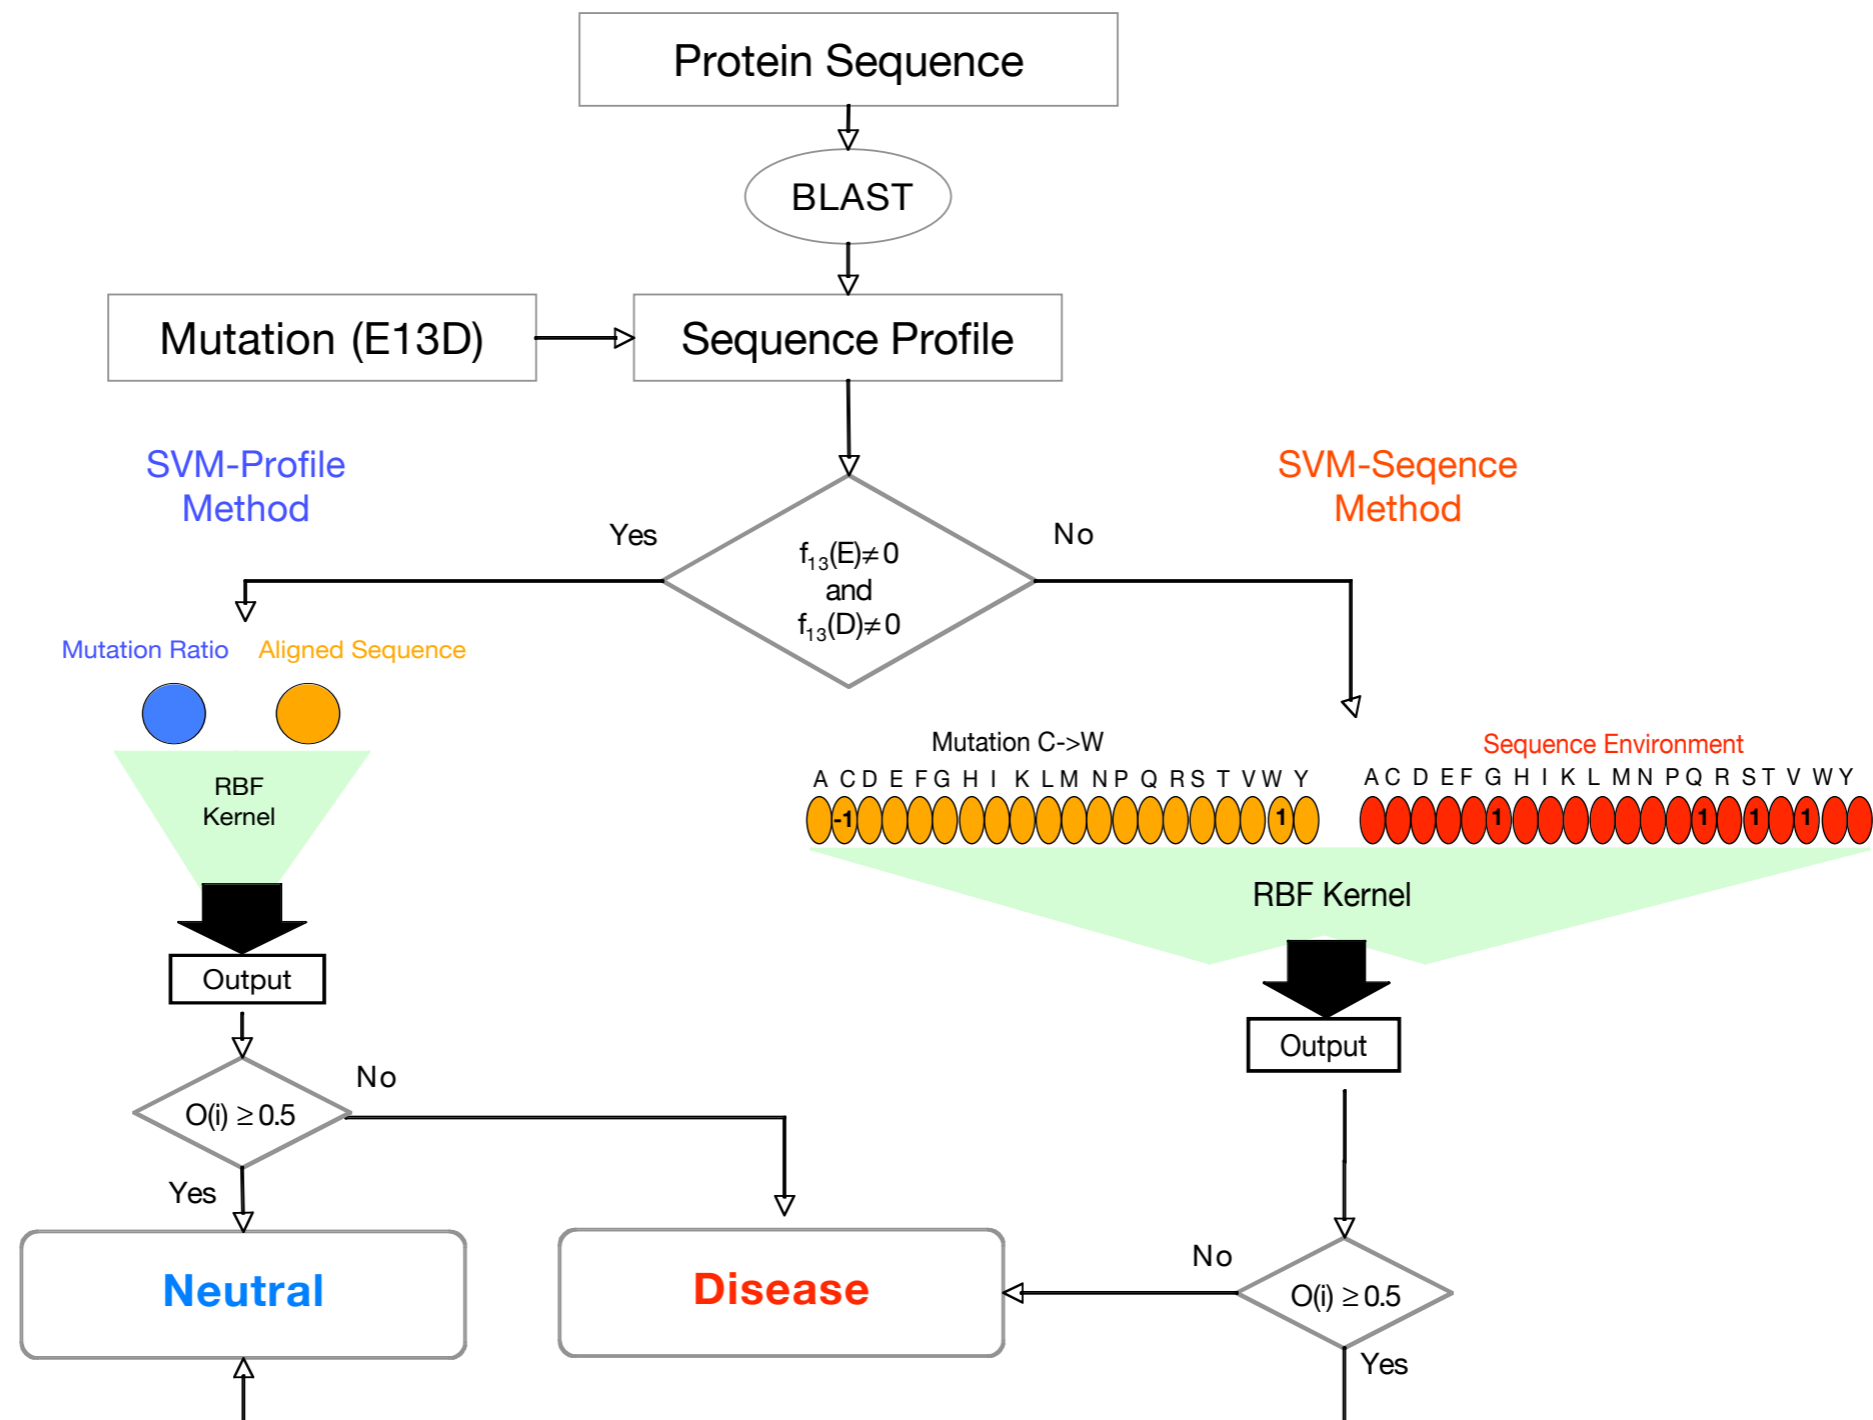 Protein Sequence
BLAST
Mutation (E13D)
Sequence Profile
SVM-Profile
Method
SVM-Seqence
Method
Yes
No
f₁₃(E)≠0
and
f₁₃(D)≠0
Mutation Ratio
Aligned Sequence
RBF
Kernel
Mutation C->W
Sequence Environment
A C D E F G H I K L M N P Q R S T V W Y
A C D E F G H I K L M N P Q R S T V W Y
-1 1
1 1 1 1
RBF Kernel
Output
Output
No
O(i) ≥ 0.5
Yes
Neutral
Disease
No
O(i) ≥ 0.5
Yes